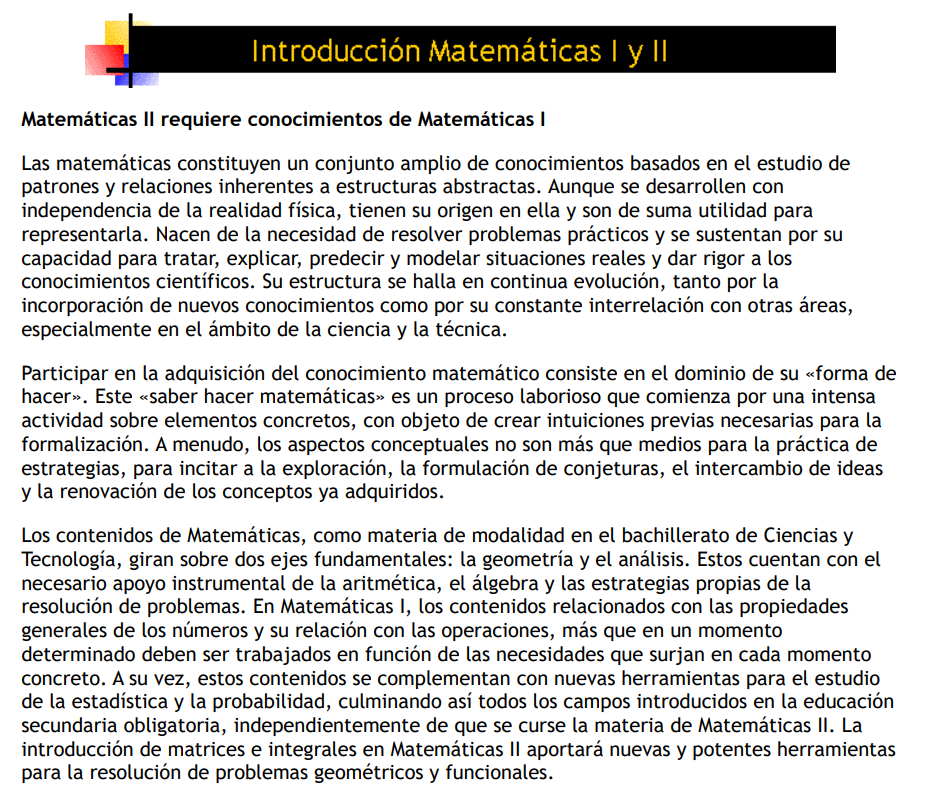 Introducción Matemáticas I y II
Matemáticas II requiere conocimientos de Matemáticas I
Las matemáticas constituyen un conjunto amplio de conocimientos basados en el estudio de
patrones y relaciones inherentes a estructuras abstractas. Aunque se desarrollen con
independencia de la realidad física, tienen su origen en ella y son de suma utilidad para
representarla. Nacen de la necesidad de resolver problemas prácticos y se sustentan por su
capacidad para tratar, explicar, predecir y modelar situaciones reales y dar rigor a los
conocimientos científicos. Su estructura se halla en continua evolución, tanto por la
incorporación de nuevos conocimientos como por su constante interrelación con otras áreas,
especialmente en el ámbito de la ciencia y la técnica.
Participar en la adquisición del conocimiento matemático consiste en el dominio de su «forma de
hacer». Este «saber hacer matemáticas» es un proceso laborioso que comienza por una intensa
actividad sobre elementos concretos, con objeto de crear intuiciones previas necesarias para la
formalización. A menudo, los aspectos conceptuales no son más que medios para la práctica de
estrategias, para incitar a la exploración, la formulación de conjeturas, el intercambio de ideas
y la renovación de los conceptos ya adquiridos.
Los contenidos de Matemáticas, como materia de modalidad en el bachillerato de Ciencias y
Tecnología, giran sobre dos ejes fundamentales: la geometría y el análisis. Estos cuentan con el
necesario apoyo instrumental de la aritmética, el álgebra y las estrategias propias de la
resolución de problemas. En Matemáticas I, los contenidos relacionados con las propiedades
generales de los números y su relación con las operaciones, más que en un momento
determinado deben ser trabajados en función de las necesidades que surjan en cada momento
concreto. A su vez, estos contenidos se complementan con nuevas herramientas para el estudio
de la estadística y la probabilidad, culminando así todos los campos introducidos en la educación
secundaria obligatoria, independientemente de que se curse la materia de Matemáticas II. La
introducción de matrices e integrales en Matemáticas II aportará nuevas y potentes herramientas
para la resolución de problemas geométricos y funcionales.